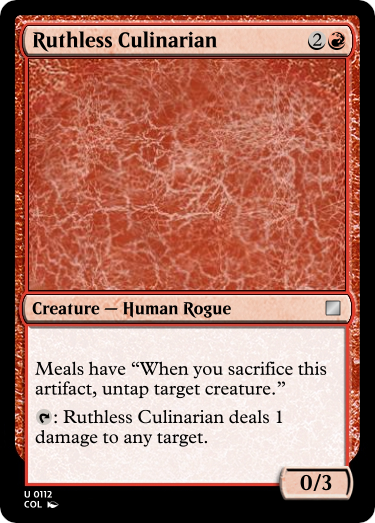 Ruthless Culinarian 2
Creature — Human Rogue
Meals have “When you sacrifice this
artifact, untap target creature.”
: Ruthless Culinarian deals 1
damage to any target.
0/3
U 0112
COL